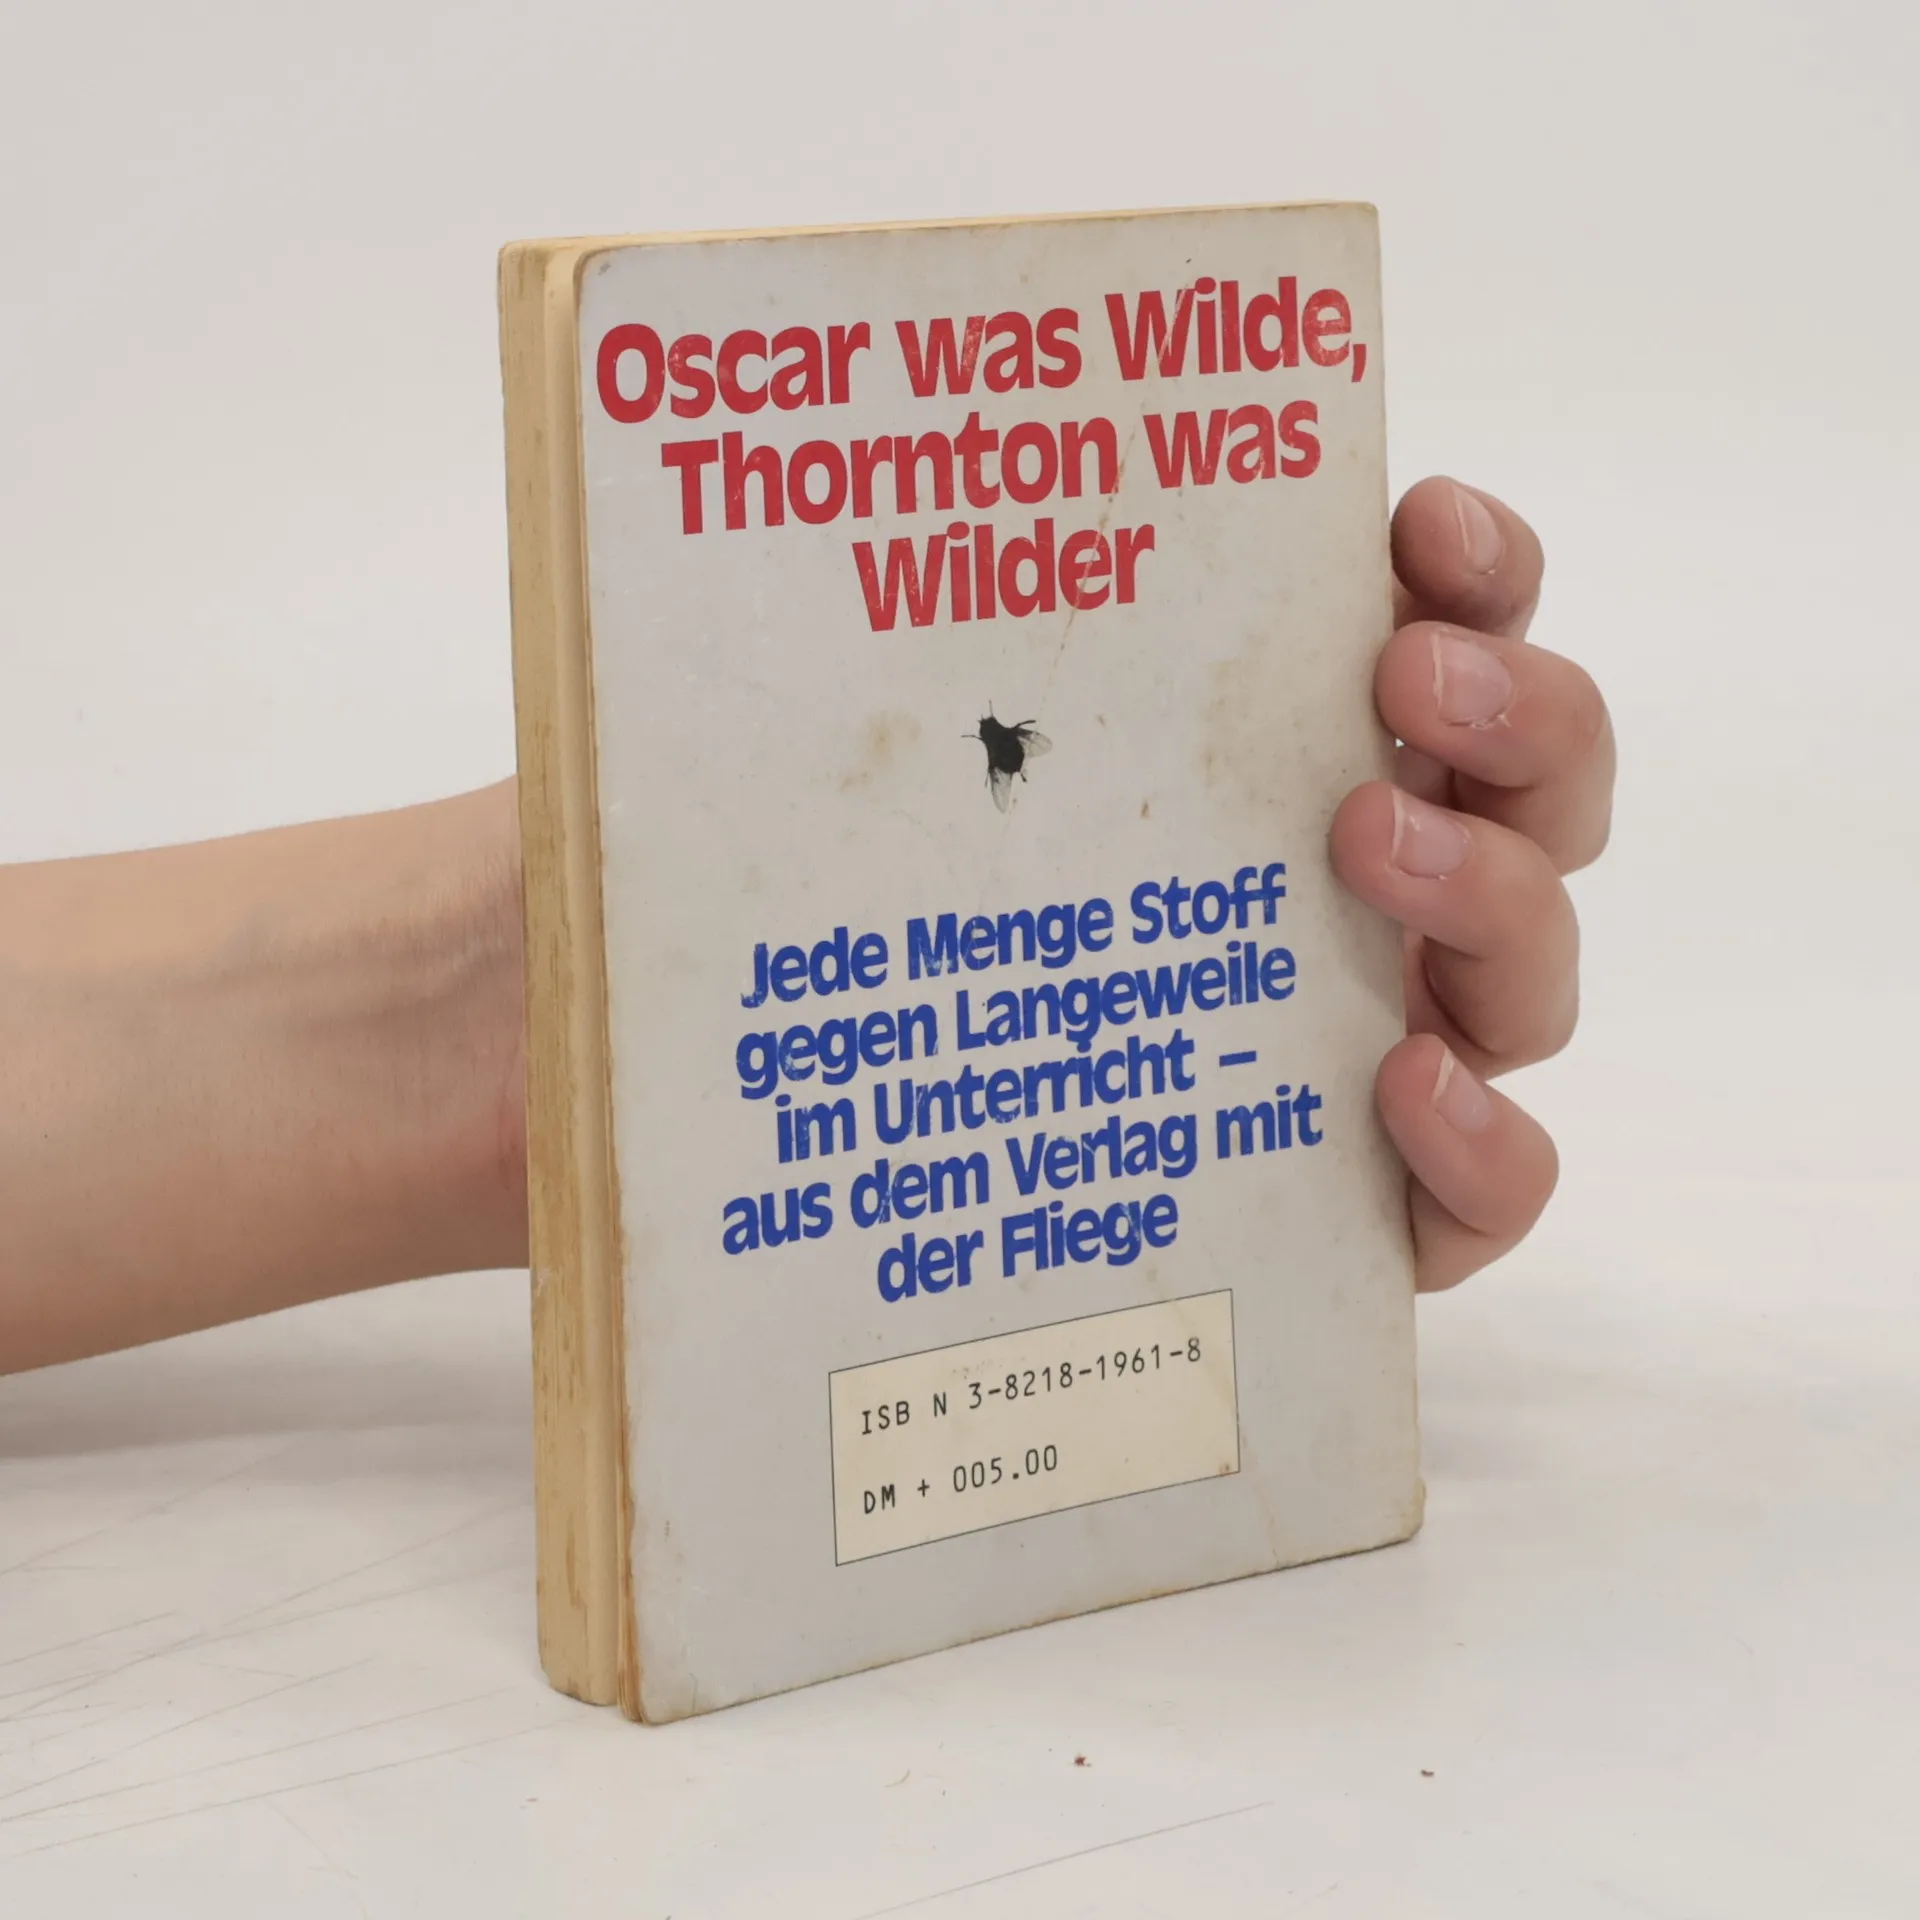 Oscar was Wilde,
Thornton was
Wilder
Jede Menge Stoff
gegen Langeweile
im Unterricht –
aus dem Verlag mit
der Fliege
ISB N 3-8218-1961-8
DM + 005.00